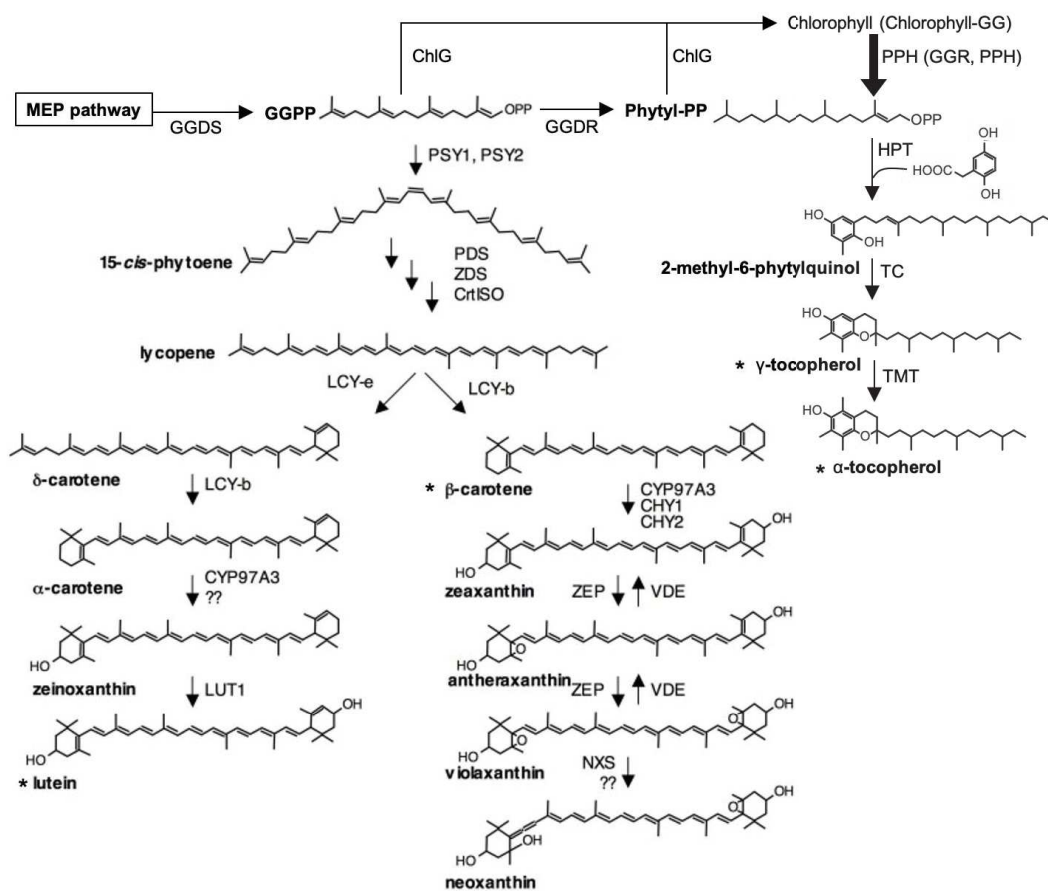 Chlorophyll (Chlorophyll-GG)
ChlG
ChlG
PPH (GGR, PPH)
MEP pathway
GGDS
GGPP
OPP
GGDR
Phytyl-PP
OPP
PSY1, PSY2
HPT
HOOC
OH
OH
15-cis-phytoene
PDS
ZDS
CrtISO
HO
OH
2-methyl-6-phytylquinol
TC
lycopene
HO
O
* γ-tocopherol
TMT
LCY-e
LCY-b
HO
O
* α-tocopherol
δ-carotene
LCY-b
* β-carotene
CYP97A3
CHY1
CHY2
α-carotene
CYP97A3
??
OH
HO
zeaxanthin
ZEP
VDE
HO
zeinoxanthin
LUT1
OH
O
HO
antheraxanthin
ZEP
VDE
OH
HO
* lutein
OH
O
O
HO
violaxanthin
NXS
??
OH
O
OH
HO
neoxanthin